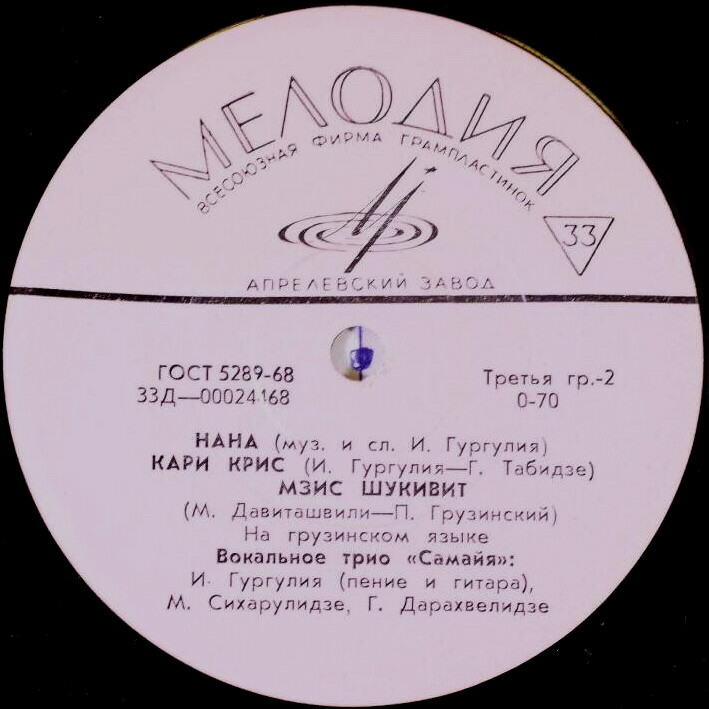 МЕЛОДИЯ
ВСЕСОЮЗНАЯ ФИРМА ГРАМПЛАСТИНОК
33
АПРЕЛЕВСКИЙ ЗАВОД
ГОСТ 5289-68 Третья гр.-2
33Д—00024168 0-70
НАНА (муз. и сл. И. Гургулия)
КАРИ КРИС (И. Гургулия—Г. Табидзе)
МЗИС ШУКИВИТ
(М. Давиташвили—П. Грузинский)
На грузинском языке
Вокальное трио «Самайя»:
И. Гургулия (пение и гитара),
М. Сихарулидзе, Г. Дарахвелидзе